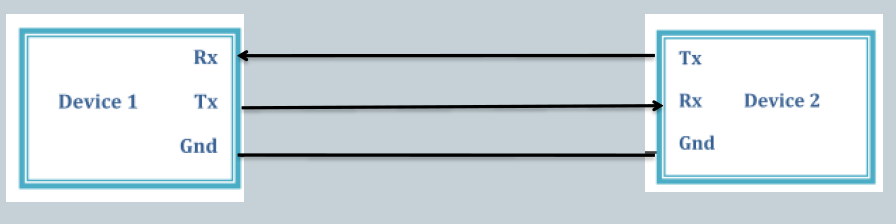 Rx
Device 1
Tx
Gnd
Tx
Rx
Device 2
Gnd